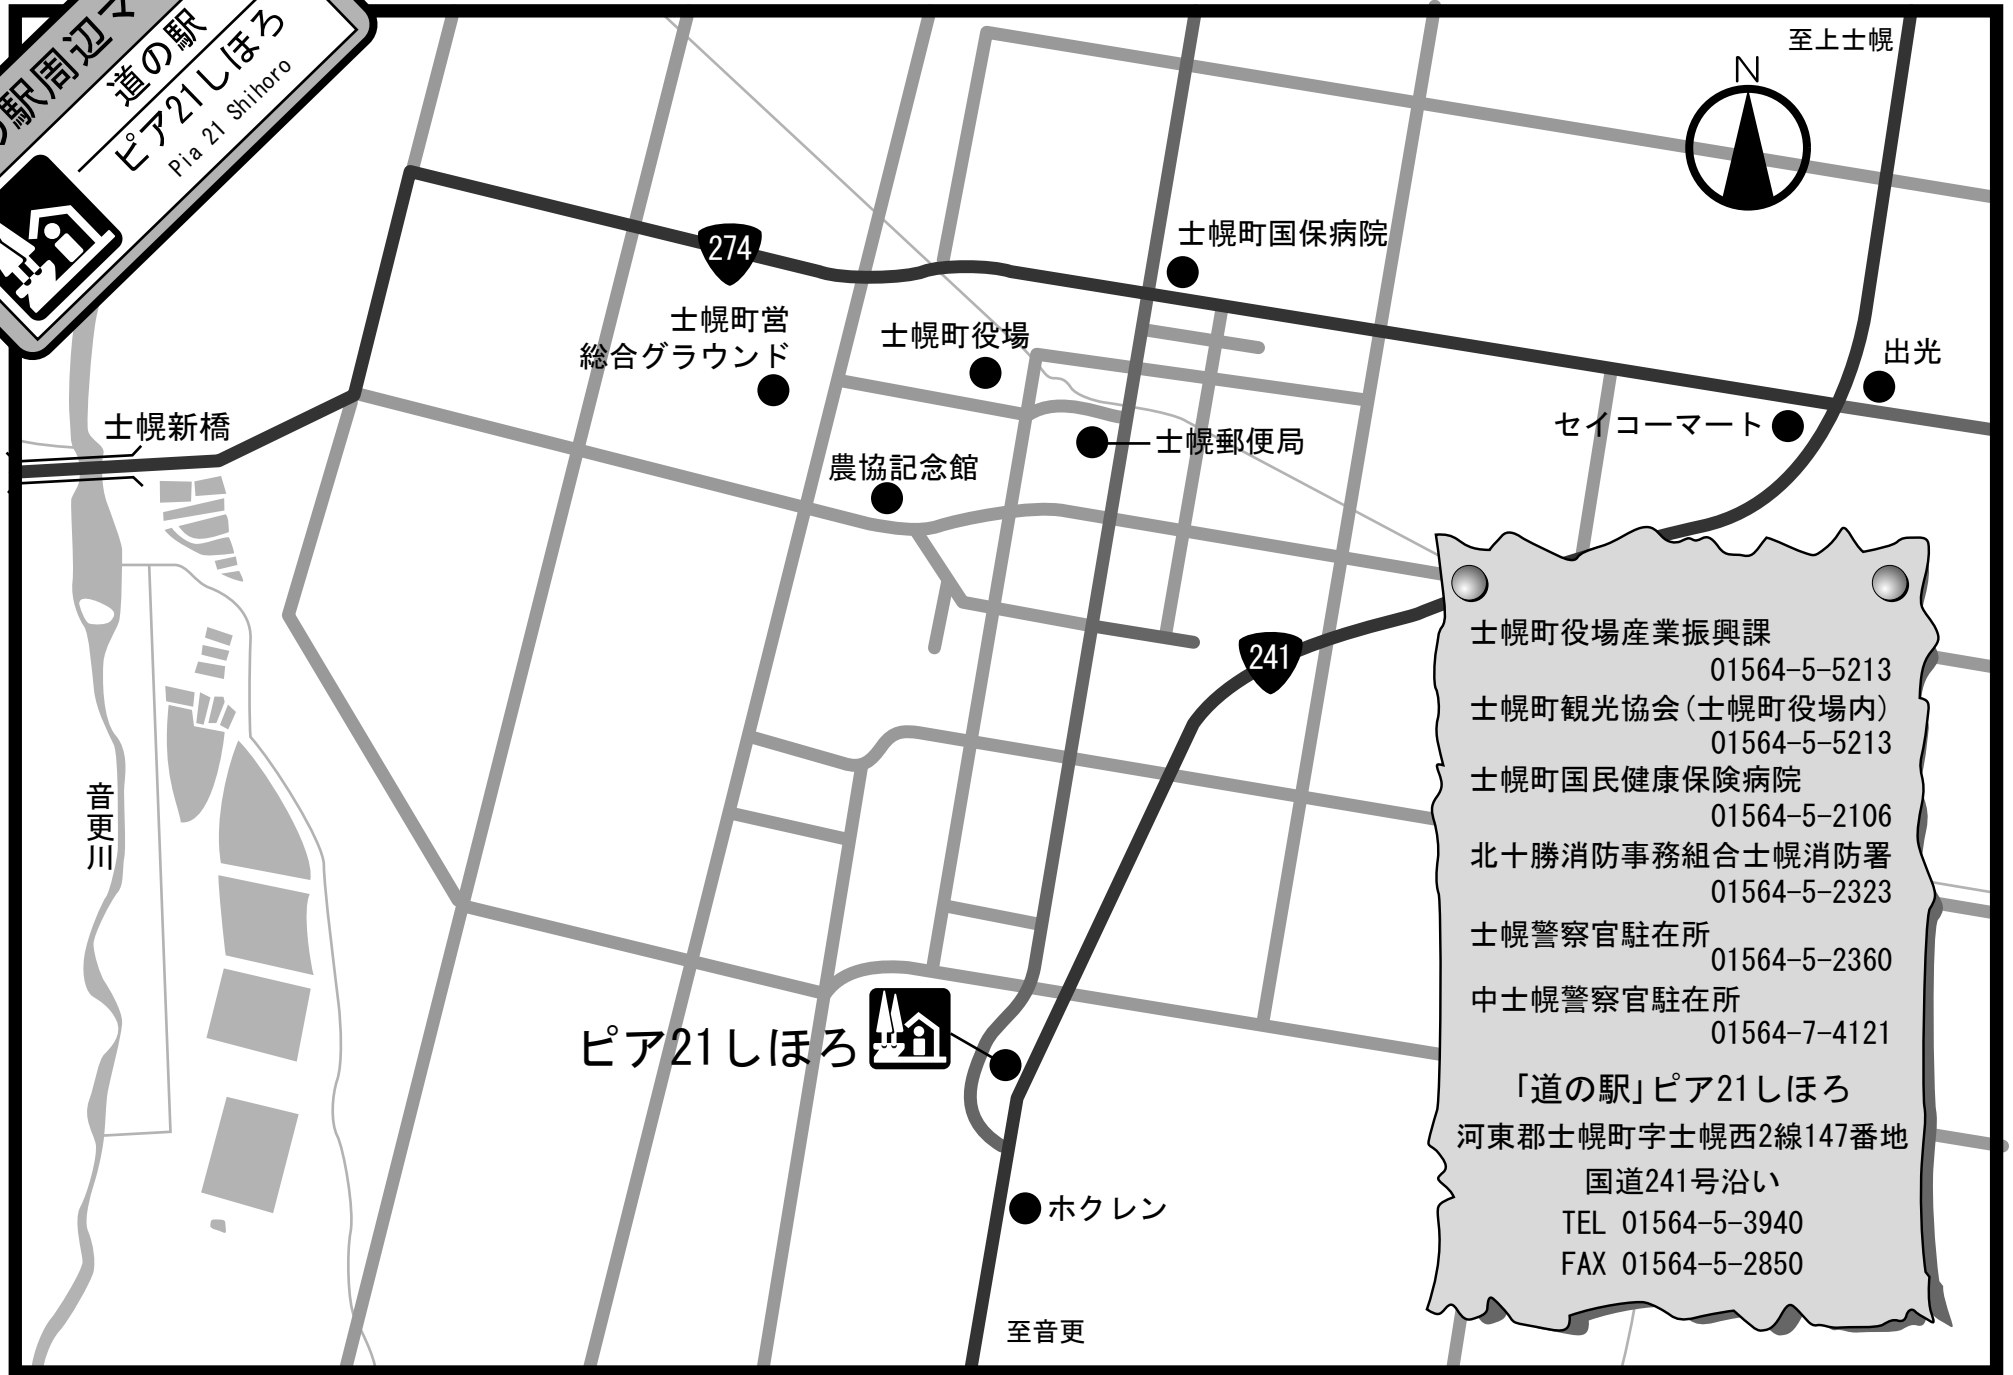 の駅周辺マ
道の駅
ピア21しほろ
Pia 21 Shihoro
至上士幌
N
274
士幌町国保病院
士幌町営
総合グラウンド
士幌町役場
出光
セイコーマート
士幌新橋
士幌郵便局
農協記念館
241
音更川
ピア21しほろ
ホクレン
至音更
士幌町役場産業振興課
01564-5-5213
士幌町観光協会(士幌町役場内)
01564-5-5213
士幌町国民健康保険病院
01564-5-2106
北十勝消防事務組合士幌消防署
01564-5-2323
士幌警察官駐在所
01564-5-2360
中士幌警察官駐在所
01564-7-4121
「道の駅」ピア21しほろ
河東郡士幌町字士幌西2線147番地
国道241号沿い
TEL 01564-5-3940
FAX 01564-5-2850